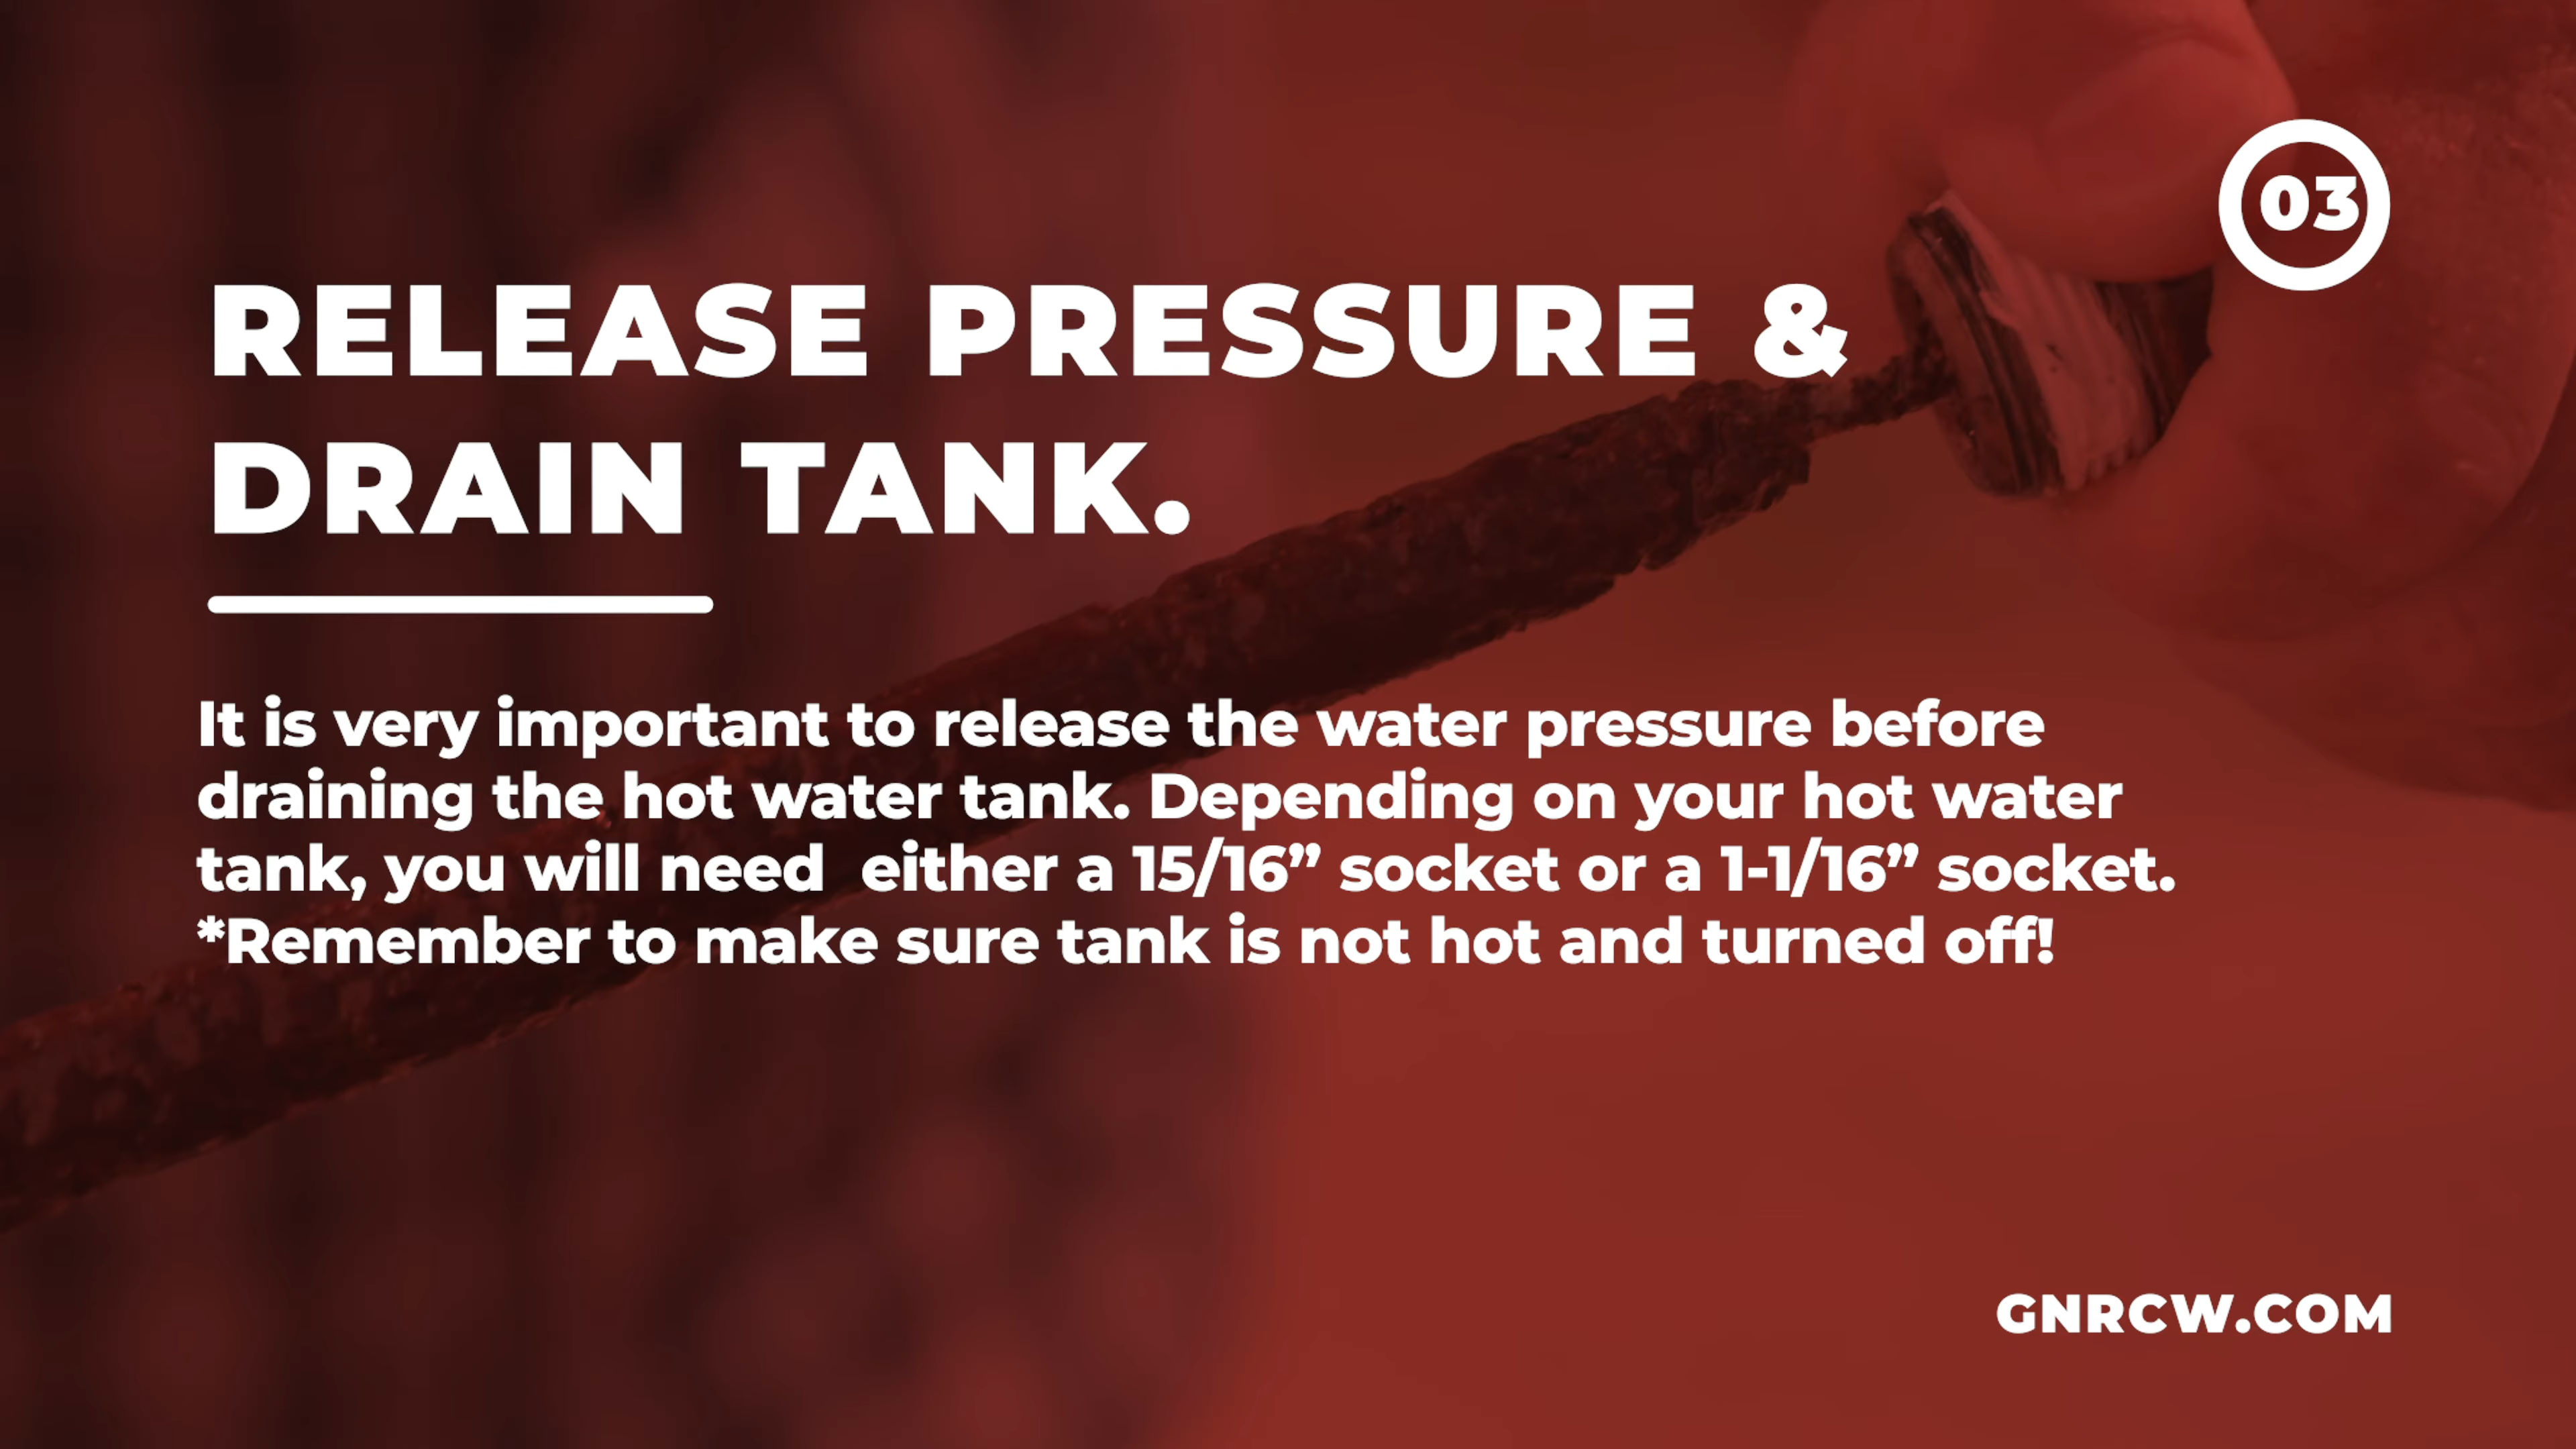 03
RELEASE PRESSURE &
DRAIN TANK.
It is very important to release the water pressure before
draining the hot water tank. Depending on your hot water
tank, you will need  either a 15/16” socket or a 1-1/16” socket.
*Remember to make sure tank is not hot and turned off!
GNRCW.COM